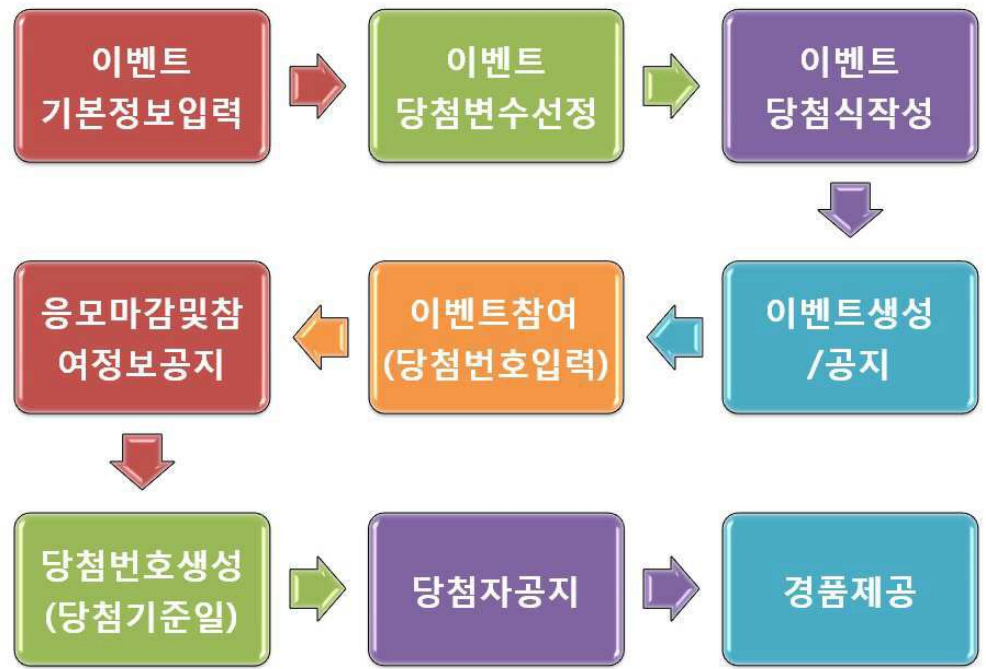 이벤트
기본정보입력
이벤트
당첨변수선정
이벤트
당첨식작성
이벤트생성
/공지
이벤트참여
(당첨번호입력)
응모마감및참
여정보공지
당첨번호생성
(당첨기준일)
당첨자공지
경품제공